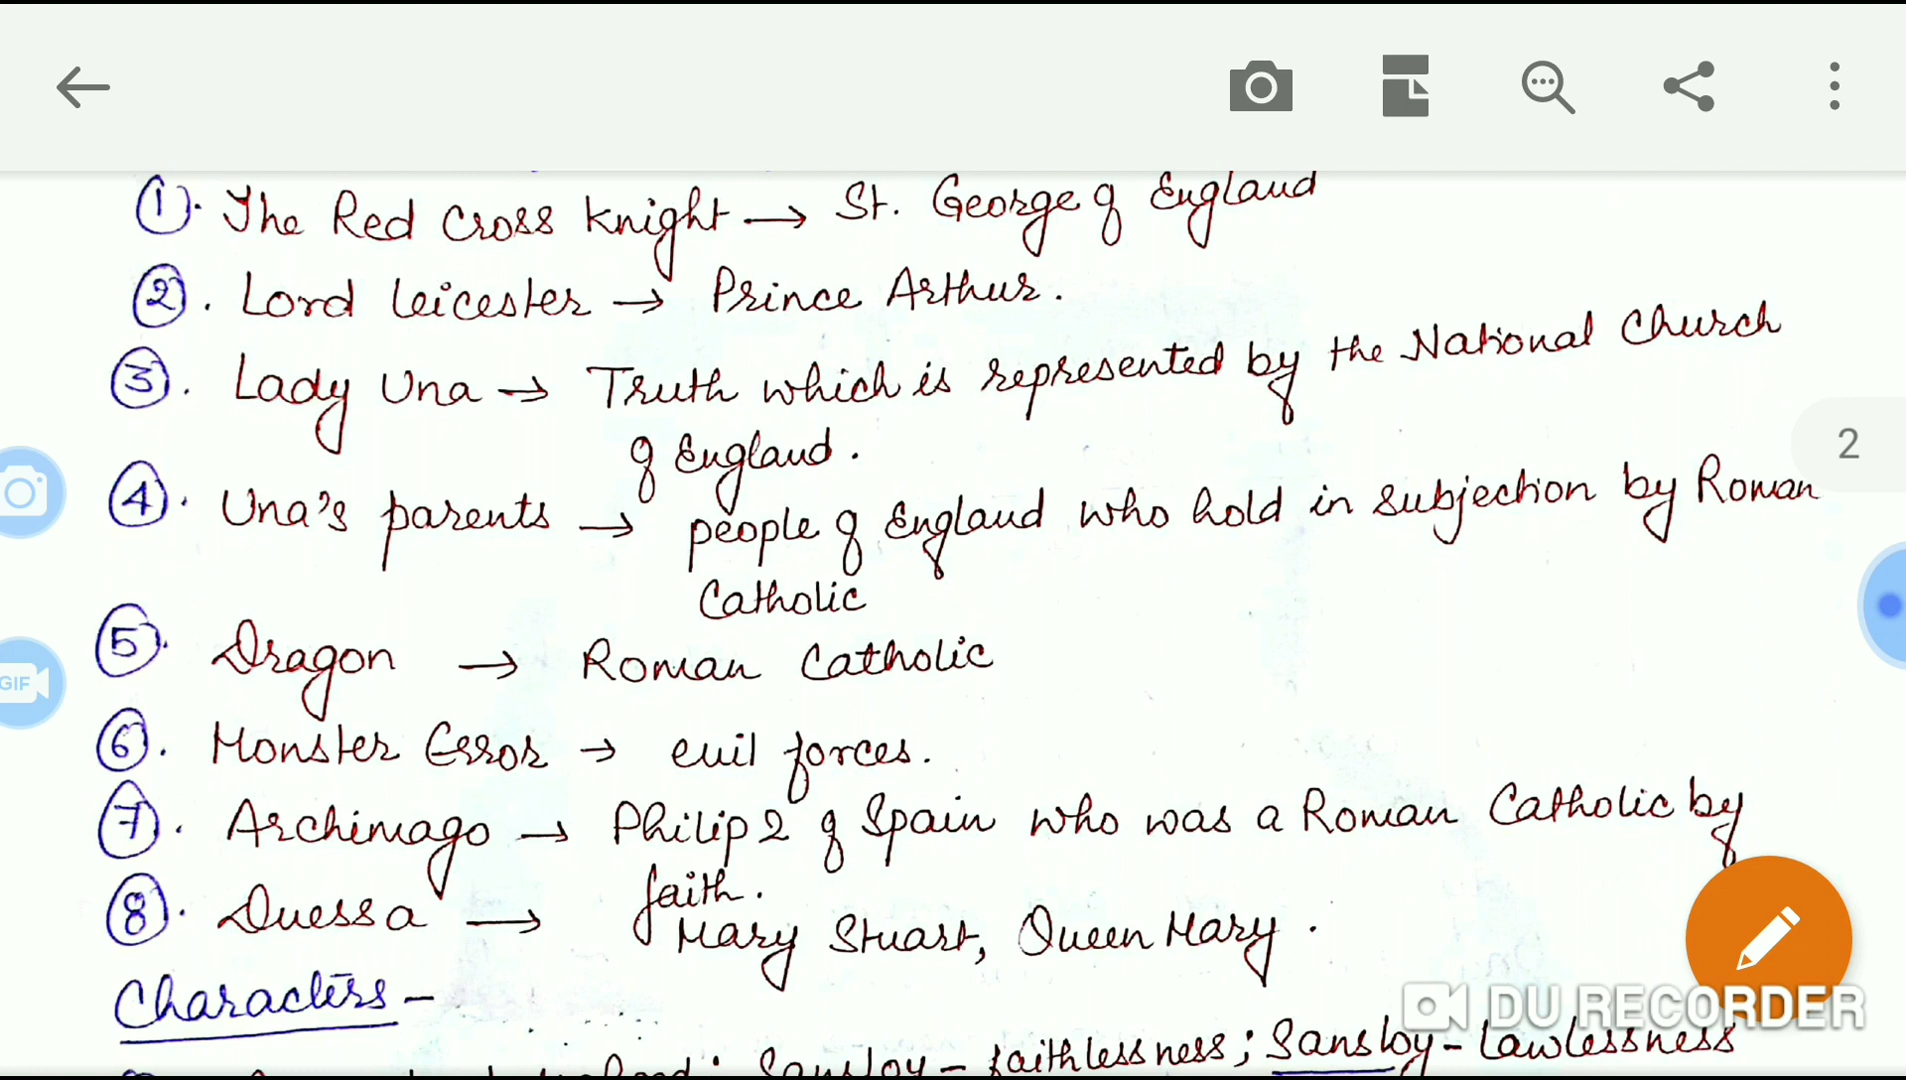 ①. The Red Cross Knight → St. George of England
②. Lord leicester → Prince Arthur.
③. Lady Una → Truth which is represented by the National Church
of England.
④. Una's parents → people of England who hold in subjection by Roman
Catholic
⑤. Dragon → Roman Catholic
⑥. Monster Error → evil forces.
⑦. Archimago → Philip 2 of Spain who was a Roman Catholic by
faith.
⑧. Duessa → Mary Stuart, Queen Mary.
Characters -
- faithlessness; Sansloy - Lawlessness
2
GIF
DU RECORDER